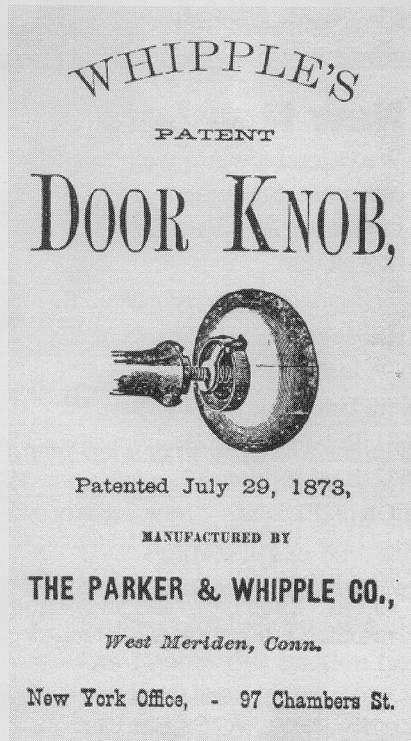 WHIPPLE'S
PATENT
DOOR KNOB,
Patented July 29, 1873,
MANUFACTURED BY
THE PARKER & WHIPPLE CO.,
West Meriden, Conn.
New York Office, - 97 Chambers St.